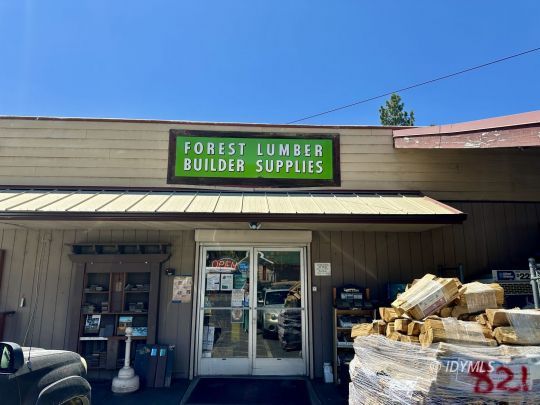 FOREST LUMBER
BUILDER SUPPLIES
OPEN
IDYMLS
821